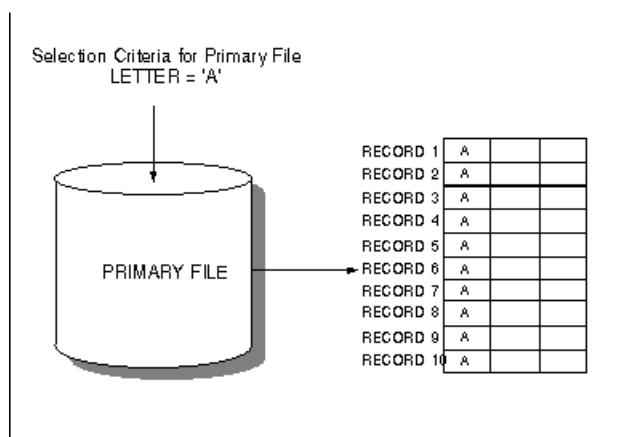 Selection Criteria for Primary File
LETTER = 'A'
PRIMARY FILE
RECORD 1 A
RECORD 2 A
RECORD 3 A
RECORD 4 A
RECORD 5 A
RECORD 6 A
RECORD 7 A
RECORD 8 A
RECORD 9 A
RECORD 10 A